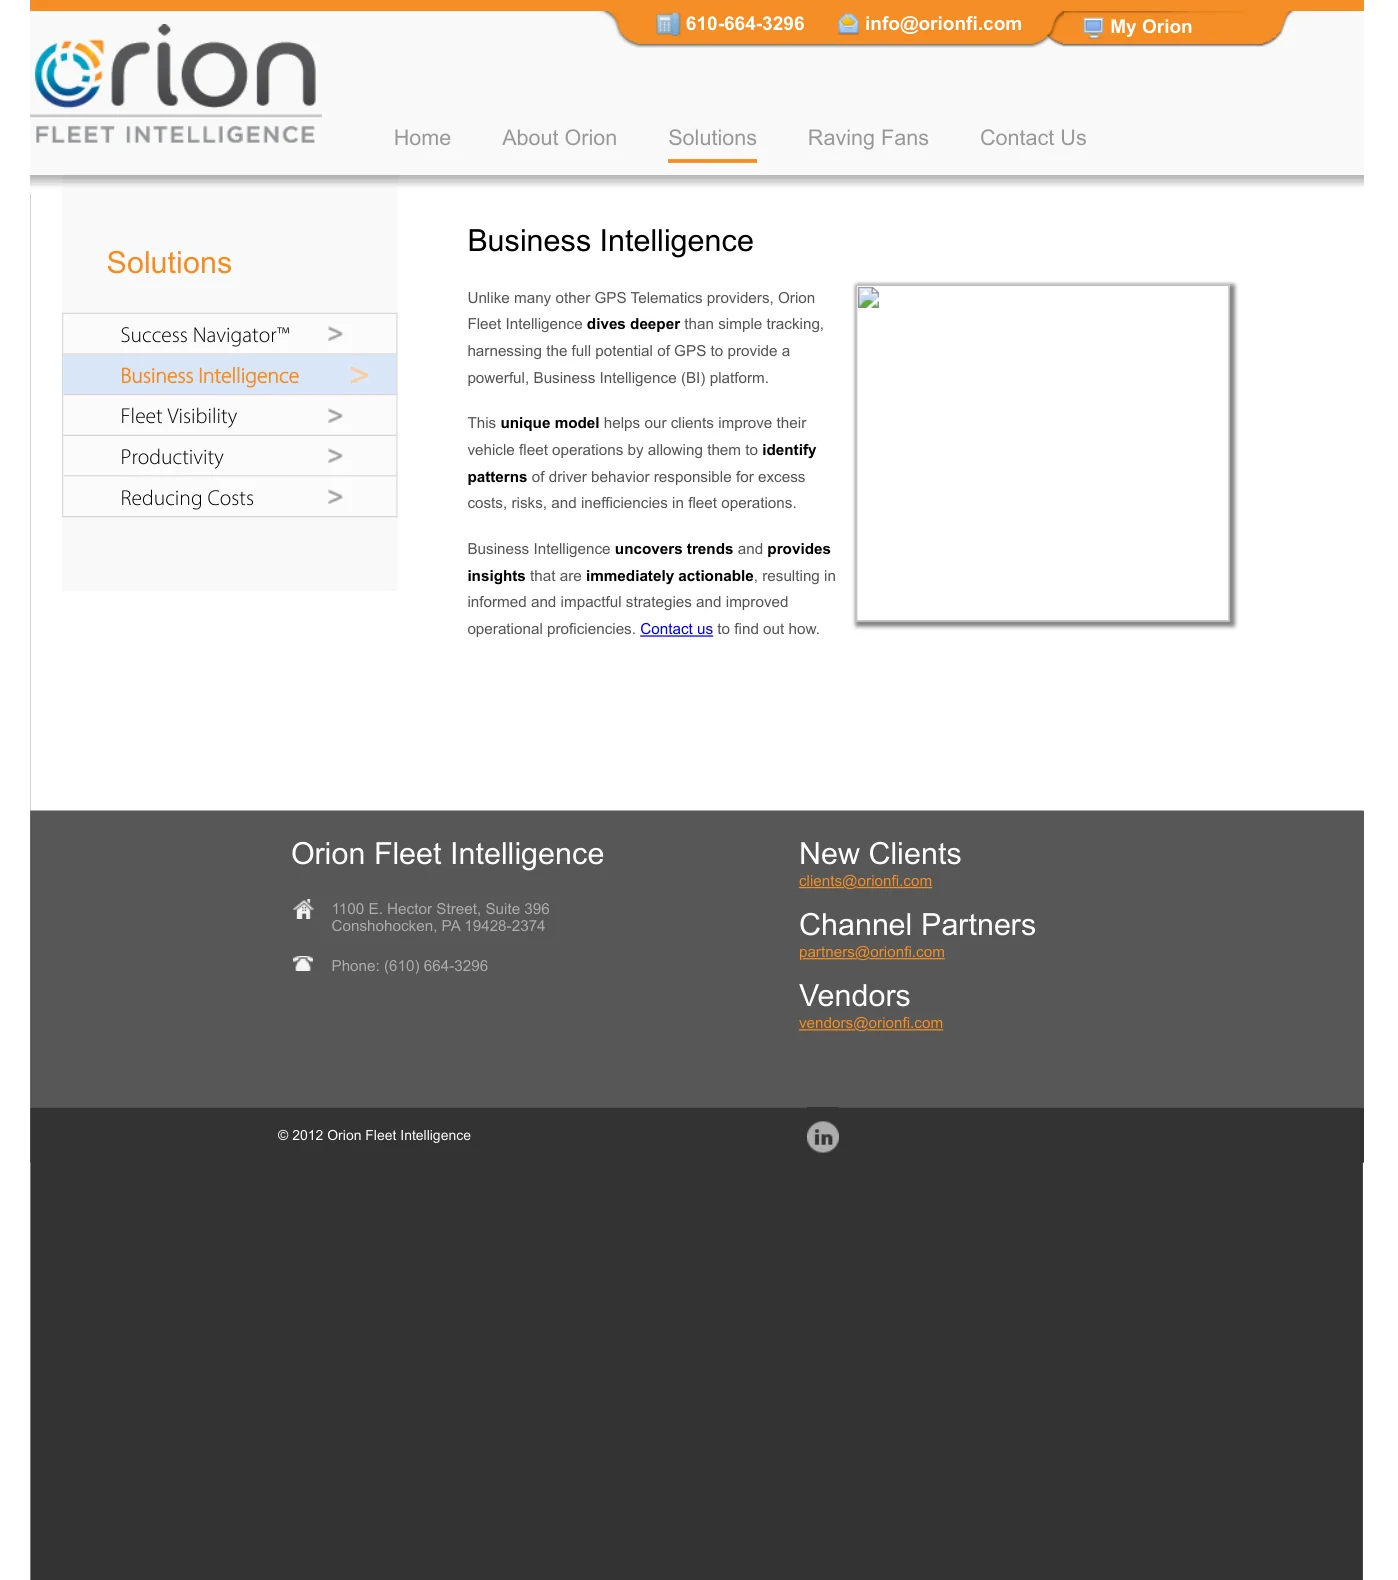 610-664-3296
info@orionfi.com
My Orion
orion
FLEET INTELLIGENCE
Home
About Orion
Solutions
Raving Fans
Contact Us
Solutions
Success Navigator™ >
Business Intelligence >
Fleet Visibility >
Productivity >
Reducing Costs >
Business Intelligence
Unlike many other GPS Telematics providers, Orion
Fleet Intelligence dives deeper than simple tracking,
harnessing the full potential of GPS to provide a
powerful, Business Intelligence (BI) platform.
This unique model helps our clients improve their
vehicle fleet operations by allowing them to identify
patterns of driver behavior responsible for excess
costs, risks, and inefficiencies in fleet operations.
Business Intelligence uncovers trends and provides
insights that are immediately actionable, resulting in
informed and impactful strategies and improved
operational proficiencies. Contact us to find out how.
Orion Fleet Intelligence
1100 E. Hector Street, Suite 396
Conshohocken, PA 19428-2374
Phone: (610) 664-3296
New Clients
clients@orionfi.com
Channel Partners
partners@orionfi.com
Vendors
vendors@orionfi.com
© 2012 Orion Fleet Intelligence
in